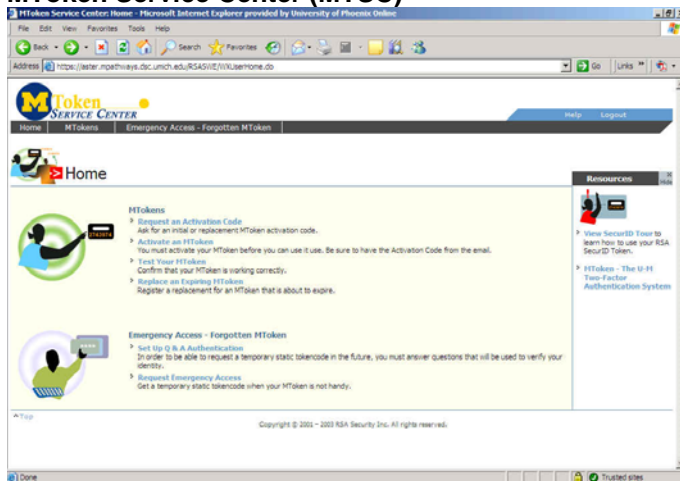 MToken Service Center (MTSC)
MToken Service Center: Home - Microsoft Internet Explorer provided by University of Phoenix Online
File Edit View Favorites Tools Help
Back Search Favorites
Address https://aster.mpathways.dsc.umich.edu/RSASWE/WXUserHome.do Go Links »
M Token
SERVICE CENTER
Help Logout
Home MTokens Emergency Access - Forgotten MToken
Home
Resources
Hide
MTokens
Request an Activation Code
Ask for an initial or replacement MToken activation code.
Activate an MToken
You must activate your MToken before you can use it use. Be sure to have the Activation Code from the email.
Test Your MToken
Confirm that your MToken is working correctly.
Replace an Expiring MToken
Register a replacement for an MToken that is about to expire.
View SecurID Tour to
learn how to use your RSA
SecurID Token.
MToken - The U-M
Two-Factor
Authentication System
Emergency Access - Forgotten MToken
Set Up Q & A Authentication
In order to be able to request a temporary static tokencode in the future, you must answer questions that will be used to verify your
identity.
Request Emergency Access
Get a temporary static tokencode when your MToken is not handy.
^Top
Copyright © 2001 - 2003 RSA Security Inc. All rights reserved.
Done Trusted sites